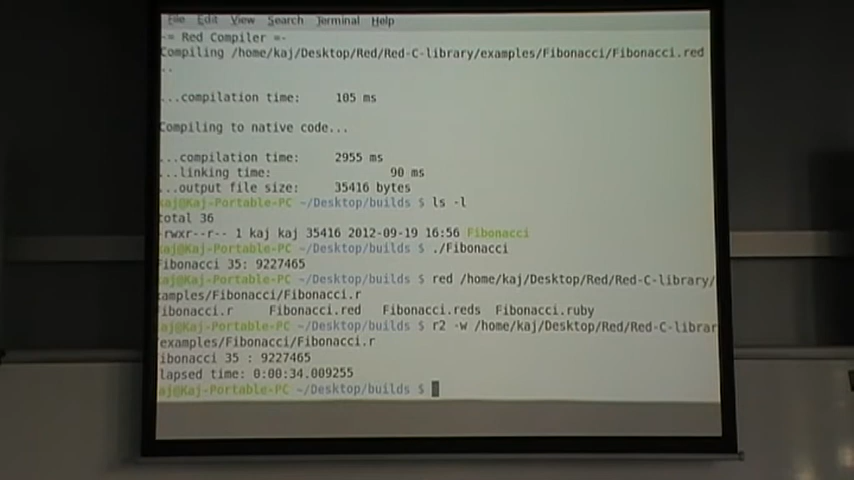 File Edit View Search Terminal Help
-= Red Compiler =-
Compiling /home/kaj/Desktop/Red/Red-C-library/examples/Fibonacci/Fibonacci.red
..
...compilation time: 105 ms
Compiling to native code...
...compilation time: 2955 ms
...linking time: 90 ms
...output file size: 35416 bytes
kaj@Kaj-Portable-PC ~/Desktop/builds $ ls -l
total 36
-rwxr--r-- 1 kaj kaj 35416 2012-09-19 16:56 Fibonacci
kaj@Kaj-Portable-PC ~/Desktop/builds $ ./Fibonacci
Fibonacci 35: 9227465
kaj@Kaj-Portable-PC ~/Desktop/builds $ red /home/kaj/Desktop/Red/Red-C-library/
xamples/Fibonacci/Fibonacci.r
Fibonacci.r Fibonacci.red Fibonacci.reds Fibonacci.ruby
kaj@Kaj-Portable-PC ~/Desktop/builds $ r2 -w /home/kaj/Desktop/Red/Red-C-librar
/examples/Fibonacci/Fibonacci.r
Fibonacci 35 : 9227465
lapsed time: 0:00:34.009255
aj@Kaj-Portable-PC ~/Desktop/builds $